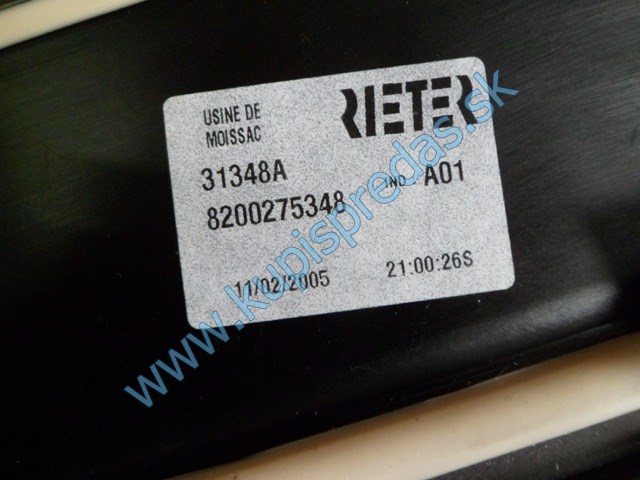 USINE DE
MOISSAC
RIETER
31348A
IND. A01
8200275348
11/02/2005
21:00:26S
www.kupispredas.sk